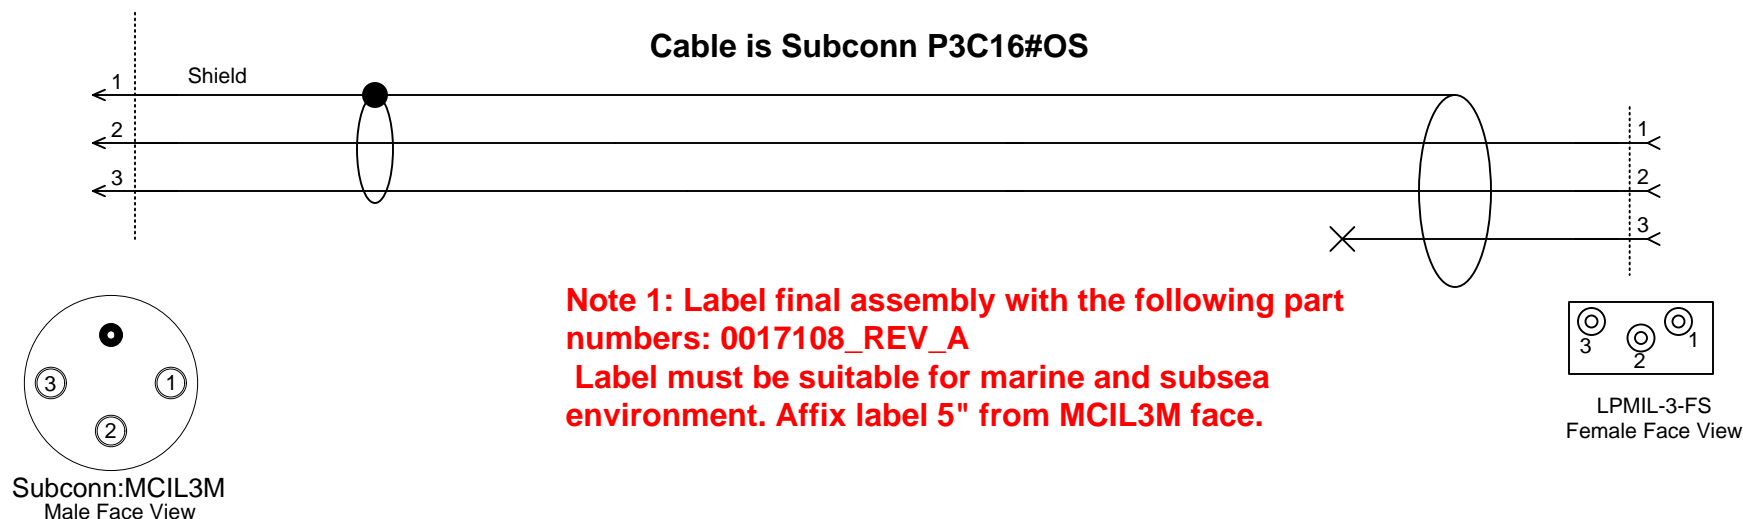 Cable is Subconn P3C16#OS
Shield
1
2
3
1
2
3
Note 1: Label final assembly with the following part
numbers: 0017108_REV_A
Label must be suitable for marine and subsea
environment. Affix label 5" from MCIL3M face.
3
1
2
Subconn:MCIL3M
Male Face View
3
2
1
LPMIL-3-FS
Female Face View